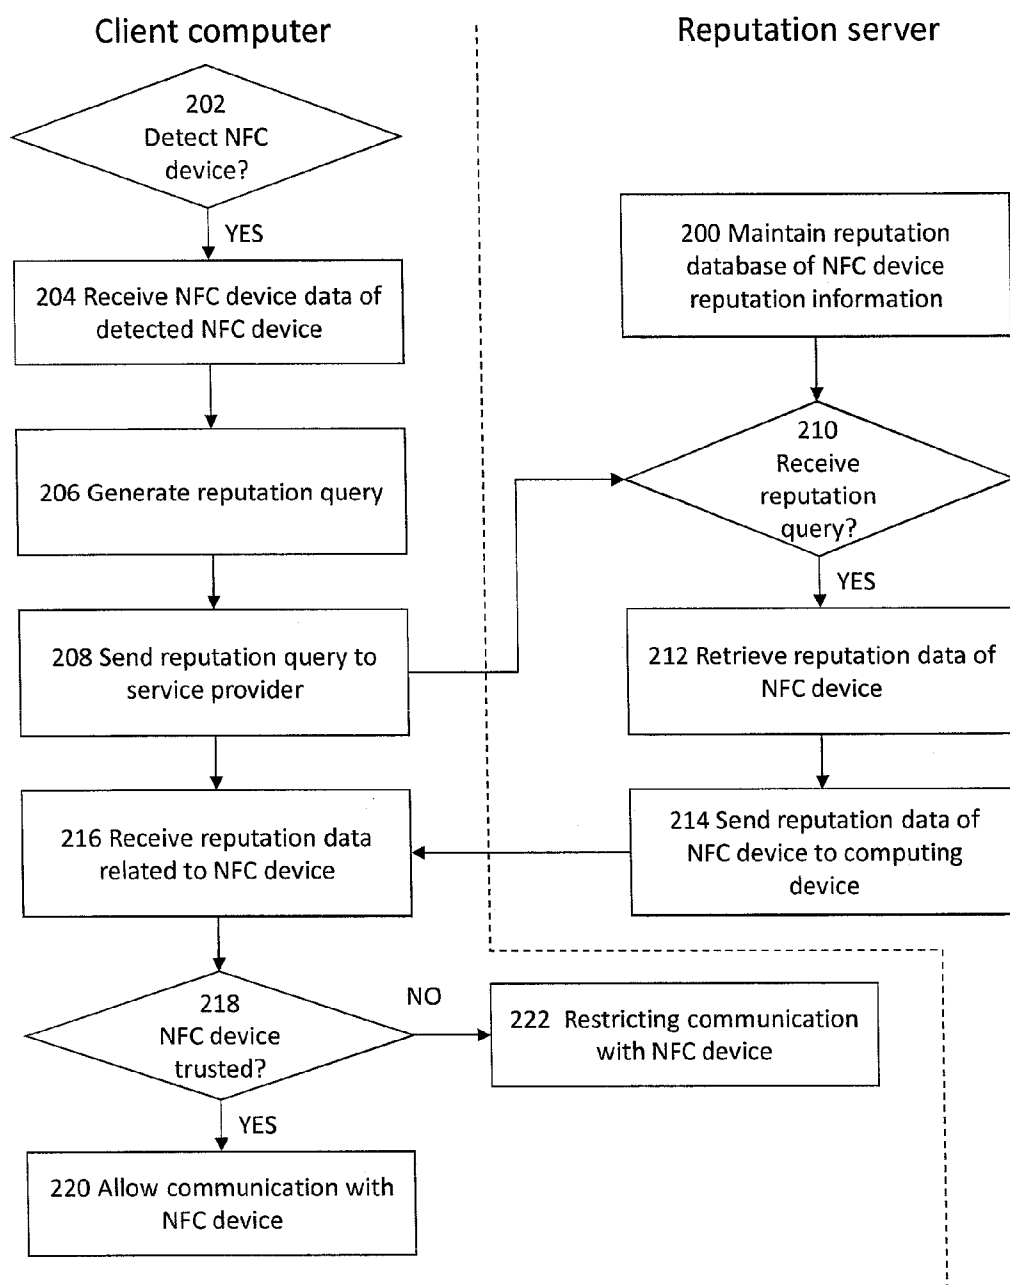 Client computer
Reputation server
202
Detect NFC
device?
YES
204 Receive NFC device data of
detected NFC device
206 Generate reputation query
208 Send reputation query to
service provider
200 Maintain reputation
database of NFC device
reputation information
210
Receive
reputation
query?
YES
212 Retrieve reputation data of
NFC device
214 Send reputation data of
NFC device to computing
device
216 Receive reputation data
related to NFC device
218
NFC device
trusted?
NO
222 Restricting communication
with NFC device
YES
220 Allow communication with
NFC device